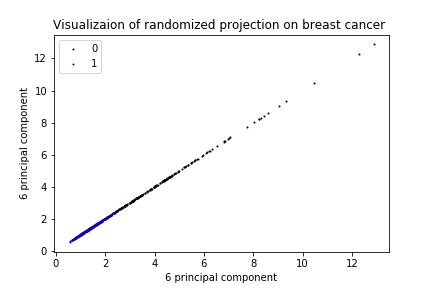 Visualizaion of randomized projection on breast cancer
0
1
12
10
8
6
4
2
0
6 principal component
0 2 4 6 8 10 12
6 principal component